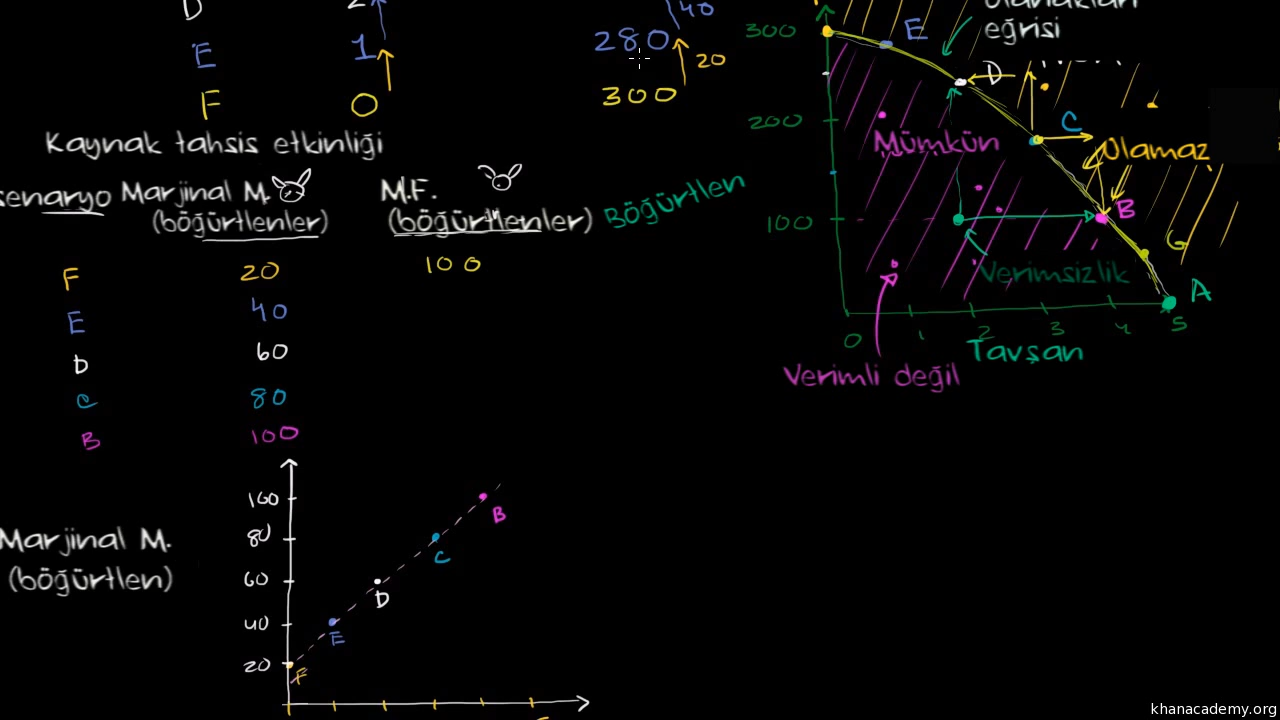 D 2 40
E 1 280 20
F 0 300
Kaynak tahsis etkinliği
senaryo Marjinal M. M.F.
(böğürtlenler) (böğürtlenler)
F 20 100
E 40
D 60
C 80
B 100
Marjinal M.
(böğürtlen)
100
80
60
40
20
F
E
D
C
B
eğrisi
300
200
100
Böğürtlen
E
D
C
Mümkün
Olamaz
B
G
Verimsizlik
A
0 1 2 3 4 5
Tavşan
Verimli değil
khanacademy.org